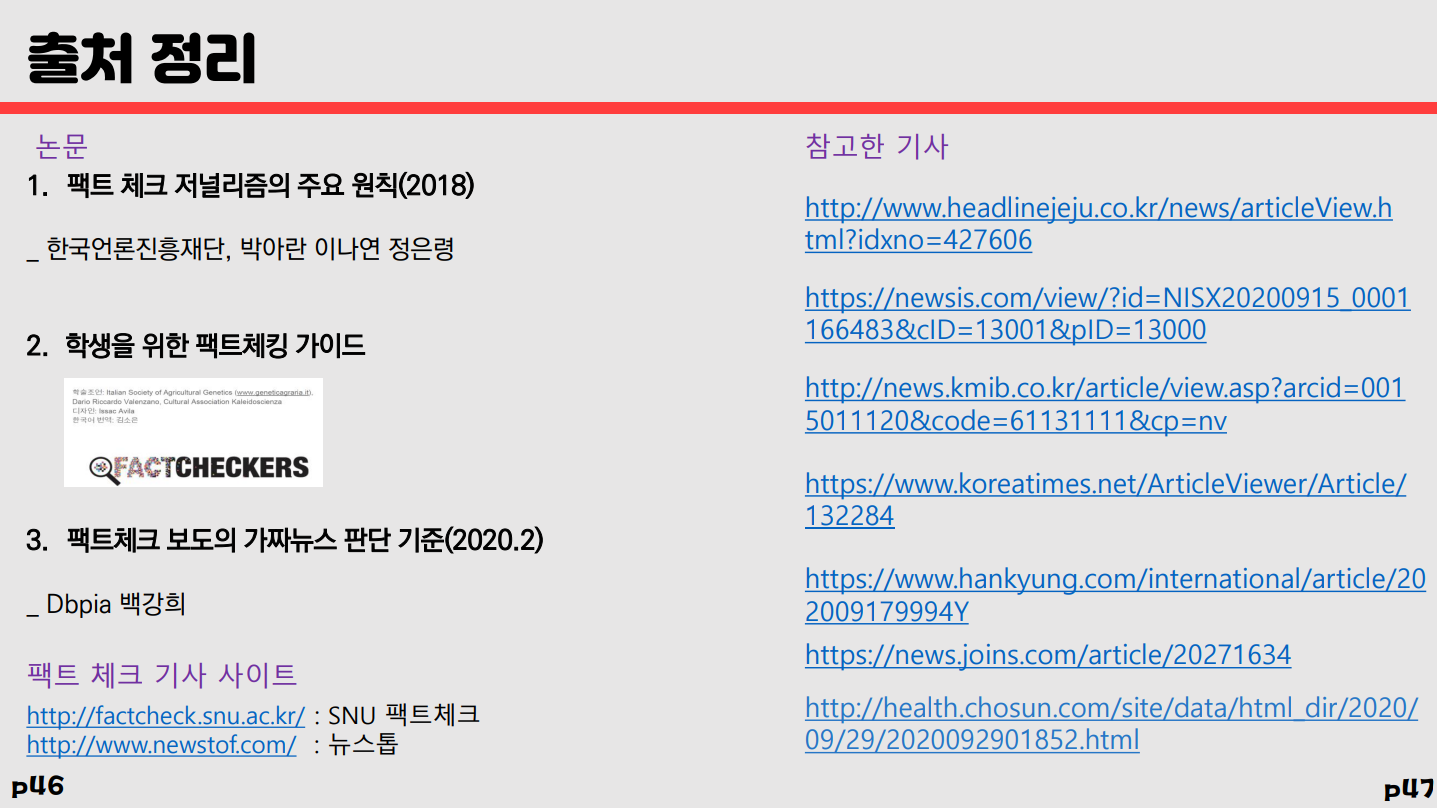 출처 정리
논문
1. 팩트 체크 저널리즘의 주요 원칙(2018)
_ 한국언론진흥재단, 박아란 이나연 정은령
2. 학생을 위한 팩트체킹 가이드
학술초안: Italian Society of Agricultural Genetics (www.geneticagraria.it),
Dario Riccardo Valenzano, Cultural Association Kaleidoscienza
디자인: Issac Avila
한국어 번역: 김소은
FACTCHECKERS
3. 팩트체크 보도의 가짜뉴스 판단 기준(2020.2)
_ Dbpia 백강희
팩트 체크 기사 사이트
http://factcheck.snu.ac.kr/ : SNU 팩트체크
http://www.newstof.com/ : 뉴스톱
p46
참고한 기사
http://www.headlinejeju.co.kr/news/articleView.h
tml?idxno=427606
https://newsis.com/view/?id=NISX20200915_0001
166483&cID=13001&pID=13000
http://news.kmib.co.kr/article/view.asp?arcid=001
5011120&code=61131111&cp=nv
https://www.koreatimes.net/ArticleViewer/Article/
132284
https://www.hankyung.com/international/article/20
2009179994Y
https://news.joins.com/article/20271634
http://health.chosun.com/site/data/html_dir/2020/
09/29/2020092901852.html
p47